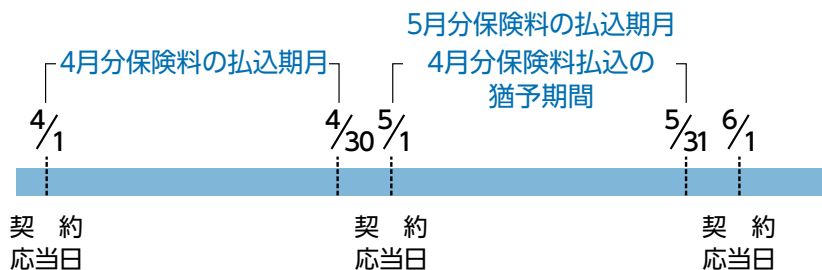 5月分保険料の払込期月
4月分保険料の払込期月
4月分保険料払込の
猶予期間
4/1
4/30
5/1
5/31
6/1
契約
応当日
契約
応当日
契約
応当日